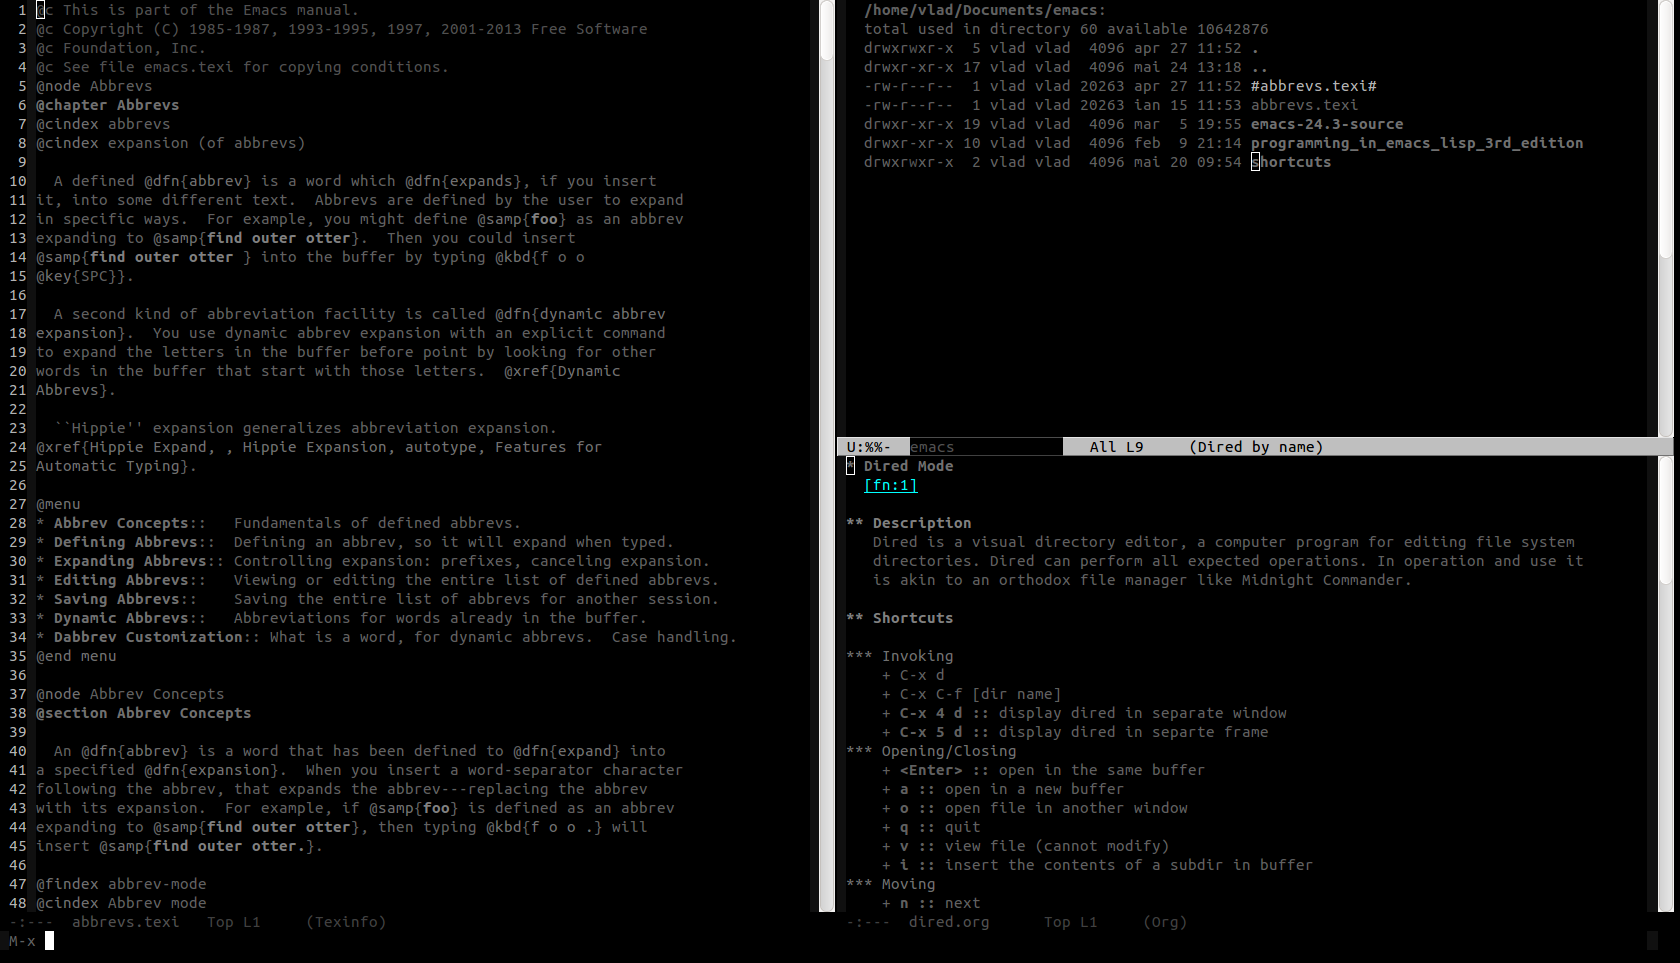 1 @c This is part of the Emacs manual.
2 @c Copyright (C) 1985-1987, 1993-1995, 1997, 2001-2013 Free Software
3 @c Foundation, Inc.
4 @c See file emacs.texi for copying conditions.
5 @node Abbrevs
6 @chapter Abbrevs
7 @cindex abbrevs
8 @cindex expansion (of abbrevs)
9
10   A defined @dfn{abbrev} is a word which @dfn{expands}, if you insert
11 it, into some different text.  Abbrevs are defined by the user to expand
12 in specific ways.  For example, you might define @samp{foo} as an abbrev
13 expanding to @samp{find outer otter}.  Then you could insert
14 @samp{find outer otter } into the buffer by typing @kbd{f o o
15 @key{SPC}}.
16
17   A second kind of abbreviation facility is called @dfn{dynamic abbrev
18 expansion}.  You use dynamic abbrev expansion with an explicit command
19 to expand the letters in the buffer before point by looking for other
20 words in the buffer that start with those letters.  @xref{Dynamic
21 Abbrevs}.
22
23   ``Hippie'' expansion generalizes abbreviation expansion.
24 @xref{Hippie Expand, , Hippie Expansion, autotype, Features for
25 Automatic Typing}.
26
27 @menu
28 * Abbrev Concepts::   Fundamentals of defined abbrevs.
29 * Defining Abbrevs::  Defining an abbrev, so it will expand when typed.
30 * Expanding Abbrevs:: Controlling expansion: prefixes, canceling expansion.
31 * Editing Abbrevs::   Viewing or editing the entire list of defined abbrevs.
32 * Saving Abbrevs::    Saving the entire list of abbrevs for another session.
33 * Dynamic Abbrevs::   Abbreviations for words already in the buffer.
34 * Dabbrev Customization:: What is a word, for dynamic abbrevs.  Case handling.
35 @end menu
36
37 @node Abbrev Concepts
38 @section Abbrev Concepts
39
40   An @dfn{abbrev} is a word that has been defined to @dfn{expand} into
41 a specified @dfn{expansion}.  When you insert a word-separator character
42 following the abbrev, that expands the abbrev---replacing the abbrev
43 with its expansion.  For example, if @samp{foo} is defined as an abbrev
44 expanding to @samp{find outer otter}, then typing @kbd{f o o .} will
45 insert @samp{find outer otter.}.
46
47 @findex abbrev-mode
48 @cindex Abbrev mode
-:---  abbrevs.texi   Top L1     (Texinfo)
M-x
/home/vlad/Documents/emacs:
total used in directory 60 available 10642876
drwxrwxr-x  5 vlad vlad  4096 apr 27 11:52 .
drwxr-xr-x 17 vlad vlad  4096 mai 24 13:18 ..
-rw-r--r--  1 vlad vlad 20263 apr 27 11:52 #abbrevs.texi#
-rw-r--r--  1 vlad vlad 20263 ian 15 11:53 abbrevs.texi
drwxr-xr-x 19 vlad vlad  4096 mar  5 19:55 emacs-24.3-source
drwxr-xr-x 10 vlad vlad  4096 feb  9 21:14 programming_in_emacs_lisp_3rd_edition
drwxrwxr-x  2 vlad vlad  4096 mai 20 09:54 shortcuts
U:%%-  emacs               All L9     (Dired by name)
* Dired Mode
  [fn:1]
** Description
   Dired is a visual directory editor, a computer program for editing file system
   directories. Dired can perform all expected operations. In operation and use it
   is akin to an orthodox file manager like Midnight Commander.
** Shortcuts
*** Invoking
    + C-x d
    + C-x C-f [dir name]
    + C-x 4 d :: display dired in separate window
    + C-x 5 d :: display dired in separte frame
*** Opening/Closing
    + <Enter> :: open in the same buffer
    + a :: open in a new buffer
    + o :: open file in another window
    + q :: quit
    + v :: view file (cannot modify)
    + i :: insert the contents of a subdir in buffer
*** Moving
    + n :: next
-:---  dired.org      Top L1     (Org)